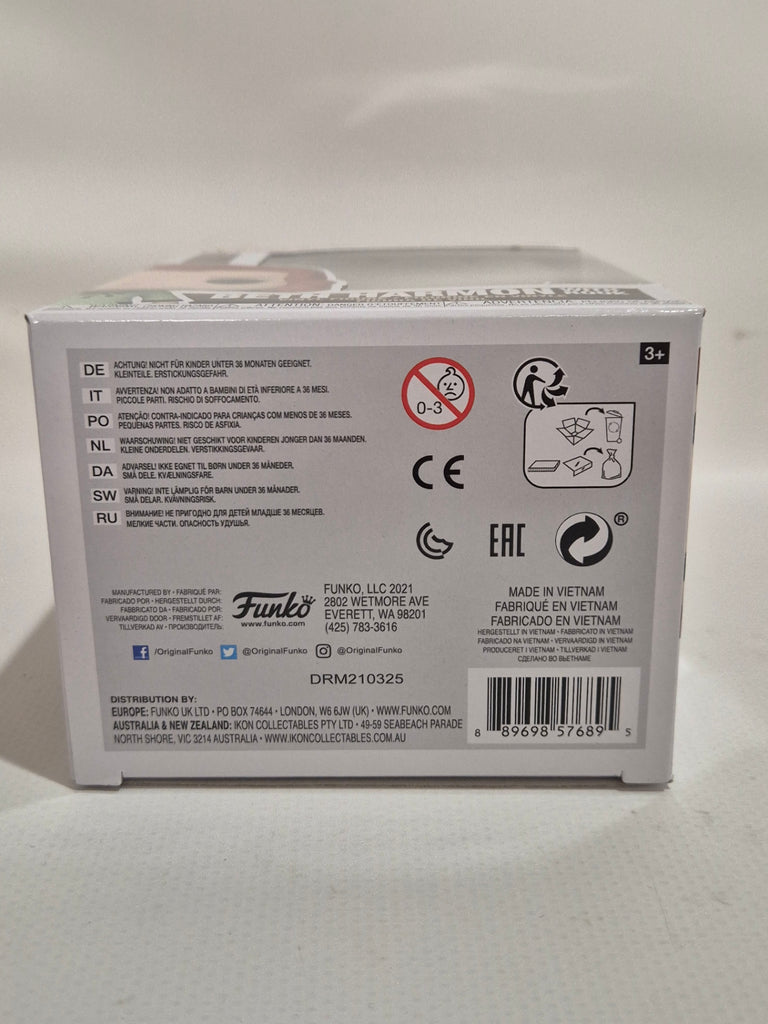 BETH HARMON WITH
ATTENTION: DANGER D'ÉTOUFFEMENT
ADVERTENCIA:
3+
DE ACHTUNG! NICHT FÜR KINDER UNTER 36 MONATEN GEEIGNET.
KLEINTEILE. ERSTICKUNGSGEFAHR.
IT AVVERTENZA! NON ADATTO A BAMBINI DI ETÀ INFERIORE A 36 MESI.
PICCOLE PARTI. RISCHIO DI SOFFOCAMENTO.
PO ATENÇÃO! CONTRA-INDICADO PARA CRIANÇAS COM MENOS DE 36 MESES.
PEQUENAS PARTES. RISCO DE ASFIXIA.
NL WAARSCHUWING! NIET GESCHIKT VOOR KINDEREN JONGER DAN 36 MAANDEN.
KLEINE ONDERDELEN. VERSTIKKINGSGEVAAR.
DA ADVARSEL! IKKE EGNET TIL BØRN UNDER 36 MÅNEDER.
SMÅ DELE. KVÆLNINGSFARE.
SW VARNING! INTE LÄMPLIG FÖR BARN UNDER 36 MÅNADER.
SMÅ DELAR. KVÄVNINGSRISK.
RU ВНИМАНИЕ! НЕ ПРИГОДНО ДЛЯ ДЕТЕЙ МЛАДШЕ 36 МЕСЯЦЕВ.
МЕЛКИЕ ЧАСТИ. ОПАСНОСТЬ УДУШЬЯ.
0-3
CE
EAC
®
MANUFACTURED BY • FABRIQUÉ PAR:
FABRICADO POR • HERGESTELLT DURCH:
FABBRICATO DA • FABRICADO POR:
VERVAARDIGD DOOR • FREMSTILLET AF:
TILLVERKAD AV • ПРОИЗВОДИТЕЛЬ:
Funko
www.funko.com
FUNKO, LLC 2021
2802 WETMORE AVE
EVERETT, WA 98201
(425) 783-3616
/OriginalFunko @OriginalFunko @OriginalFunko
DRM210325
MADE IN VIETNAM
FABRIQUÉ EN VIETNAM
FABRICADO EN VIETNAM
HERGESTELLT IN VIETNAM • FABBRICATO IN VIETNAM
FABRICADO NA VIETNAM • VERVAARDIGD IN VIETNAM
PRODUCERET I VIETNAM • TILLVERKAD I VIETNAM
СДЕЛАНО ВО ВЬЕТНАМЕ
DISTRIBUTION BY:
EUROPE: FUNKO UK LTD • PO BOX 74644 • LONDON, W6 6JW (UK) • WWW.FUNKO.COM
AUSTRALIA & NEW ZEALAND: IKON COLLECTABLES PTY LTD • 49-59 SEABEACH PARADE
NORTH SHORE, VIC 3214 AUSTRALIA • WWW.IKONCOLLECTABLES.COM.AU
8 89698 57689 S